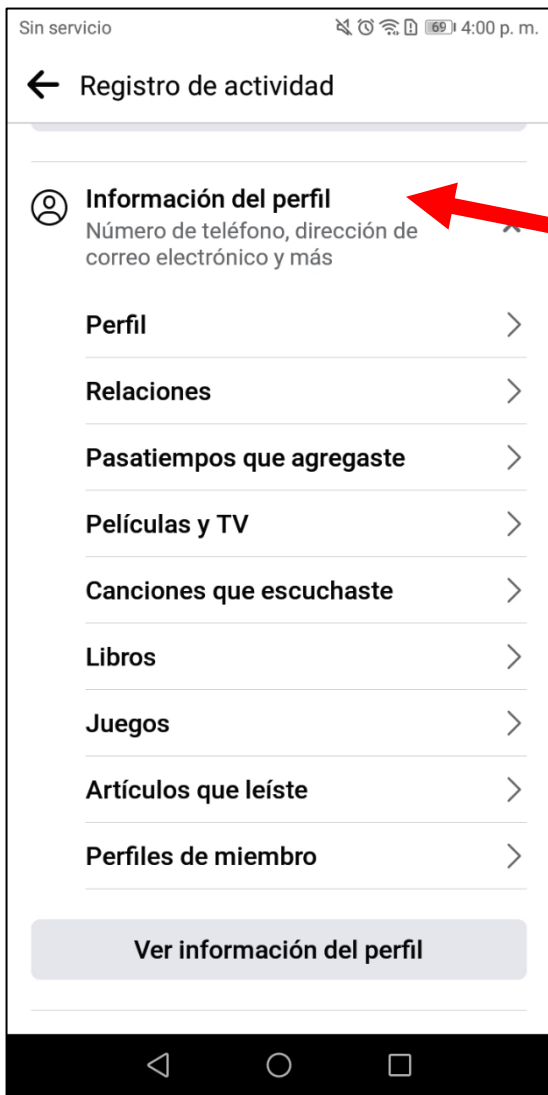 Sin servicio 69 4:00 p. m.
Registro de actividad
Información del perfil
Número de teléfono, dirección de
correo electrónico y más
Perfil
Relaciones
Pasatiempos que agregaste
Películas y TV
Canciones que escuchaste
Libros
Juegos
Artículos que leíste
Perfiles de miembro
Ver información del perfil